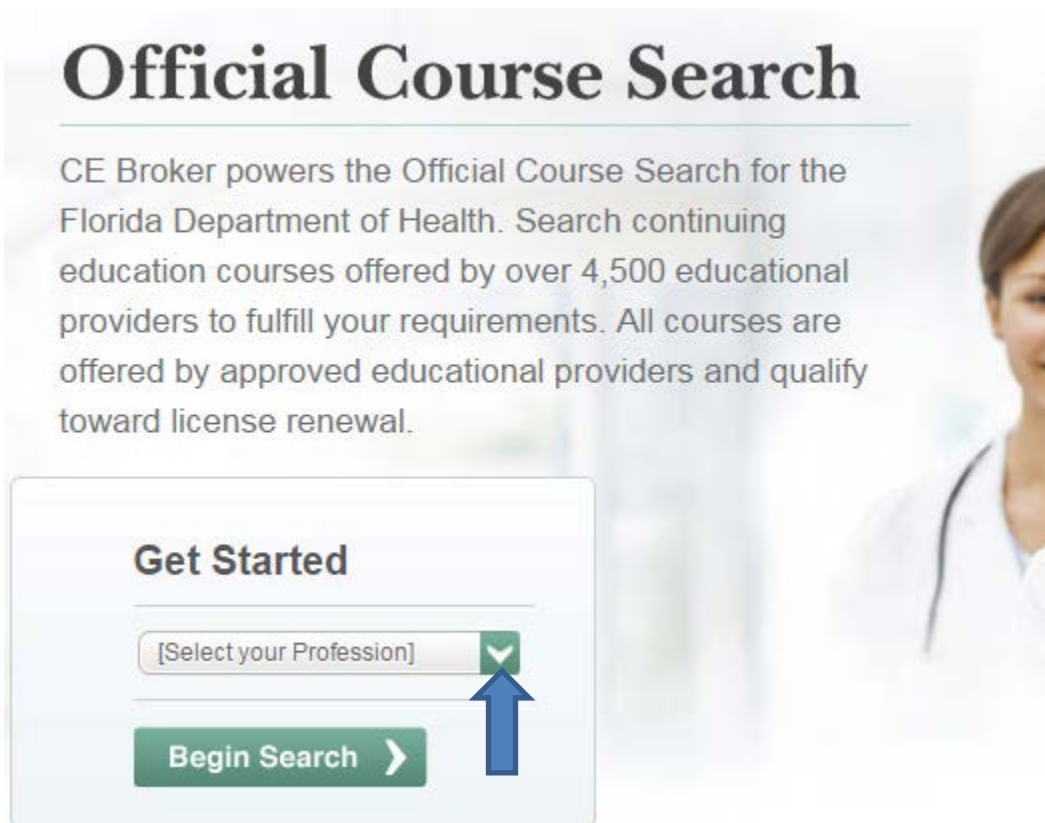 Official Course Search
CE Broker powers the Official Course Search for the
Florida Department of Health. Search continuing
education courses offered by over 4,500 educational
providers to fulfill your requirements. All courses are
offered by approved educational providers and qualify
toward license renewal.
Get Started
[Select your Profession]
Begin Search